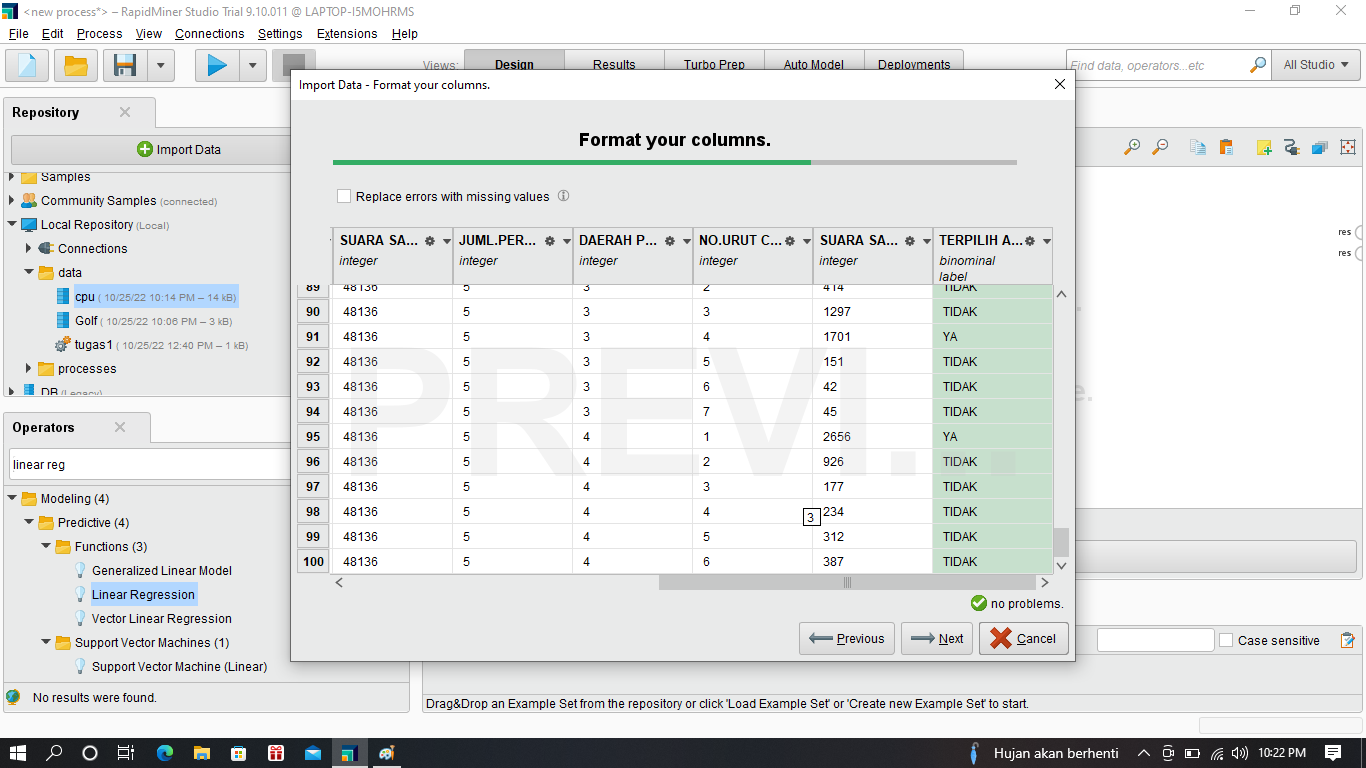 <new process*> – RapidMiner Studio Trial 9.10.011 @ LAPTOP-I5MOHRMS
File Edit Process View Connections Settings Extensions Help
Views: Design Results Turbo Prep Auto Model Deployments
Find data, operators...etc
All Studio
Repository
Import Data
Samples
Community Samples (connected)
Local Repository (Local)
Connections
data
cpu ( 10/25/22 10:14 PM – 14 kB)
Golf ( 10/25/22 10:06 PM – 3 kB)
tugas1 ( 10/25/22 12:40 PM – 1 kB)
processes
DB (Legacy)
Operators
linear reg
Modeling (4)
Predictive (4)
Functions (3)
Generalized Linear Model
Linear Regression
Vector Linear Regression
Support Vector Machines (1)
Support Vector Machine (Linear)
No results were found.
Import Data - Format your columns.
Format your columns.
Replace errors with missing values
SUARA SA... JUML.PER... DAERAH P... NO.URUT C... SUARA SA... TERPILIH A...
integer integer integer integer integer binominal
label
89 48136 5 3 2 414 TIDAK
90 48136 5 3 3 1297 TIDAK
91 48136 5 3 4 1701 YA
92 48136 5 3 5 151 TIDAK
93 48136 5 3 6 42 TIDAK
94 48136 5 3 7 45 TIDAK
95 48136 5 4 1 2656 YA
96 48136 5 4 2 926 TIDAK
97 48136 5 4 3 177 TIDAK
98 48136 5 4 4 234 TIDAK
3
99 48136 5 4 5 312 TIDAK
100 48136 5 4 6 387 TIDAK
PREVI...
no problems.
Previous Next Cancel
res
res
Case sensitive
Drag&Drop an Example Set from the repository or click 'Load Example Set' or 'Create new Example Set' to start.
Hujan akan berhenti
10:22 PM